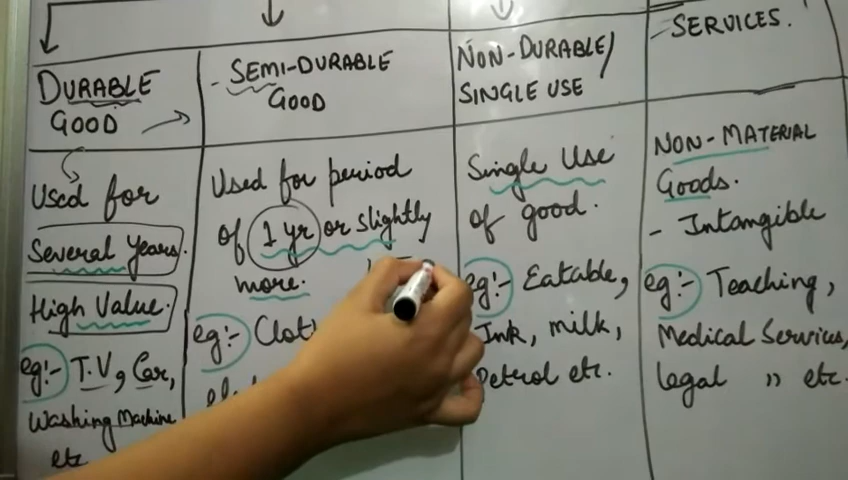 DURABLE
GOOD
Used for
Several years.
High Value.
eg:- T.V, Car,
Washing Machine
etc
- SEMI-DURABLE
GOOD
Used for period
of 1 yr or slightly
more.
eg:-
NON-DURABLE/
SINGLE USE
Single Use
of good.
eg:- Eatable,
Ink, milk,
Petrol etc.
- SERVICES.
NON-MATERIAL
Goods.
- Intangible
eg:- Teaching,
Medical Services,
legal " etc.